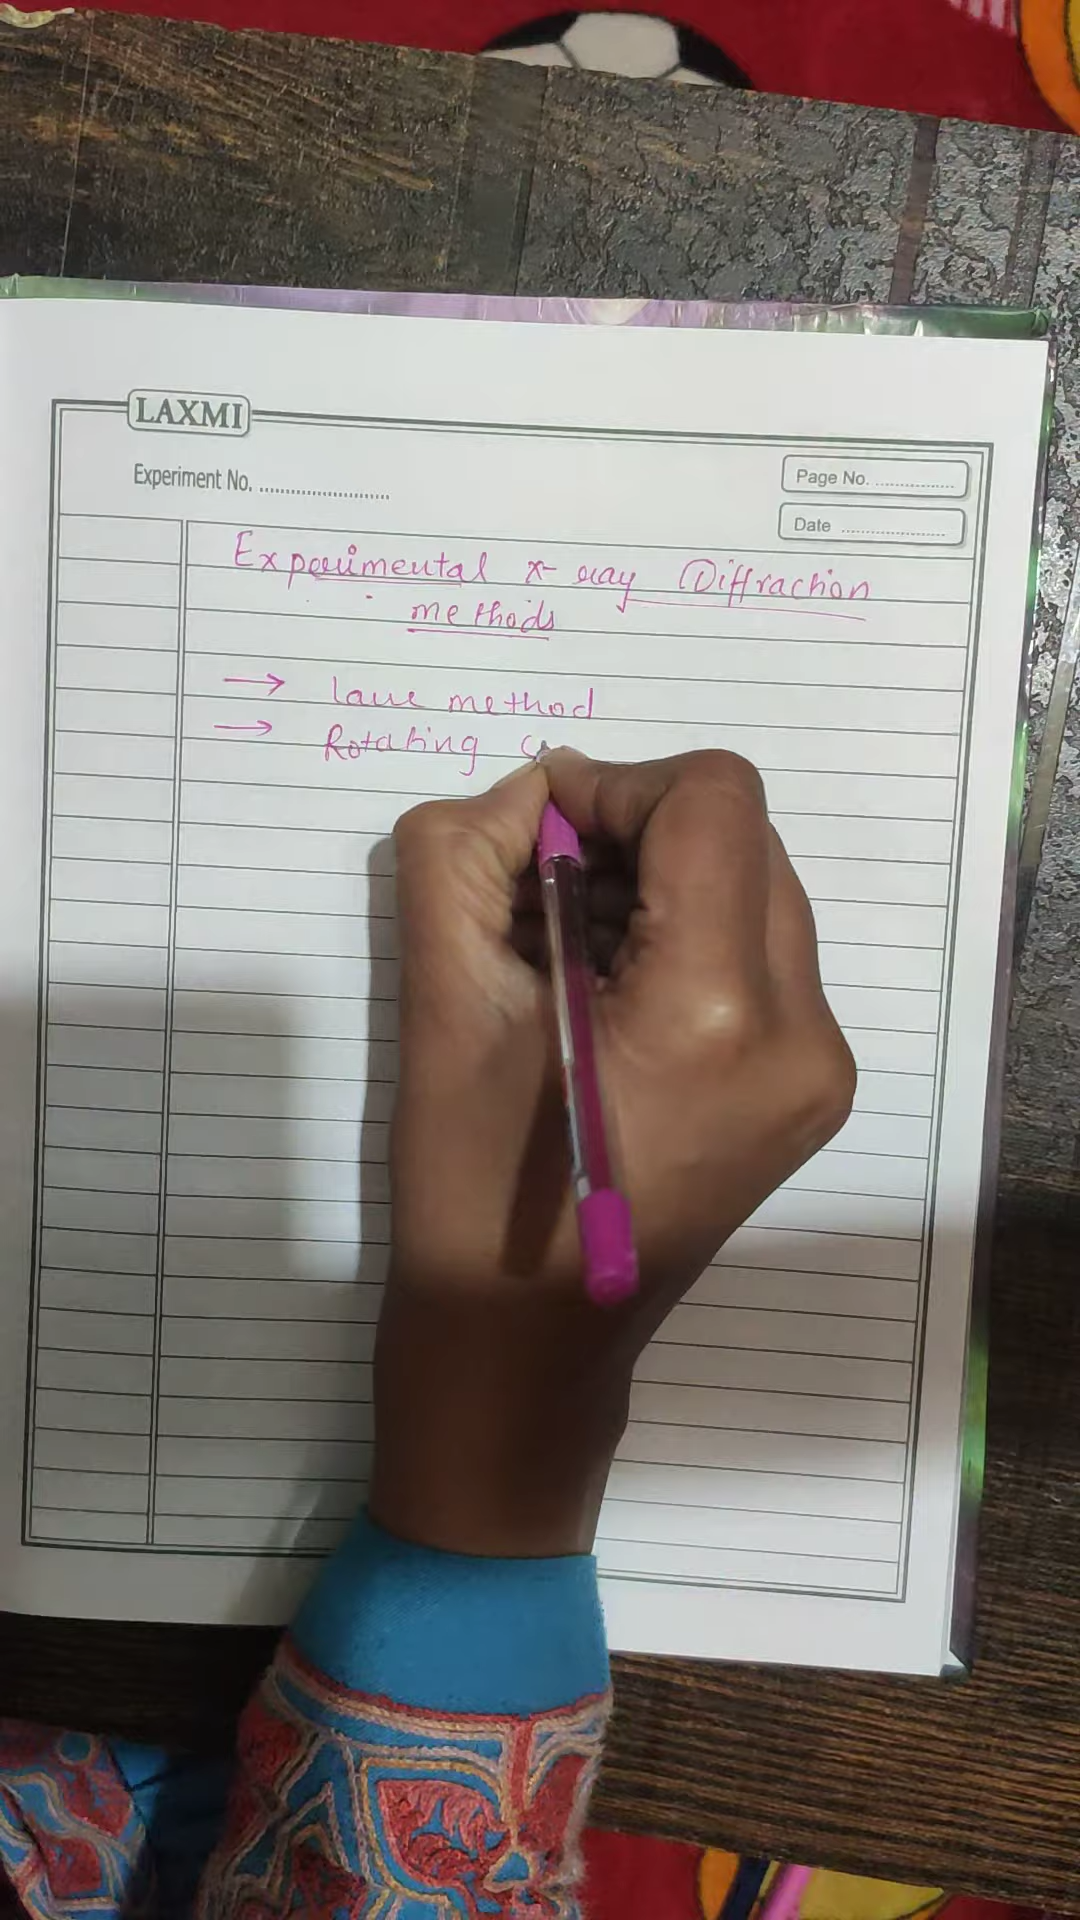 LAXMI
Experiment No. ........................
Page No. ................
Date .....................
Experimental x-ray Diffraction
methods
→ laue method
→ Rotating